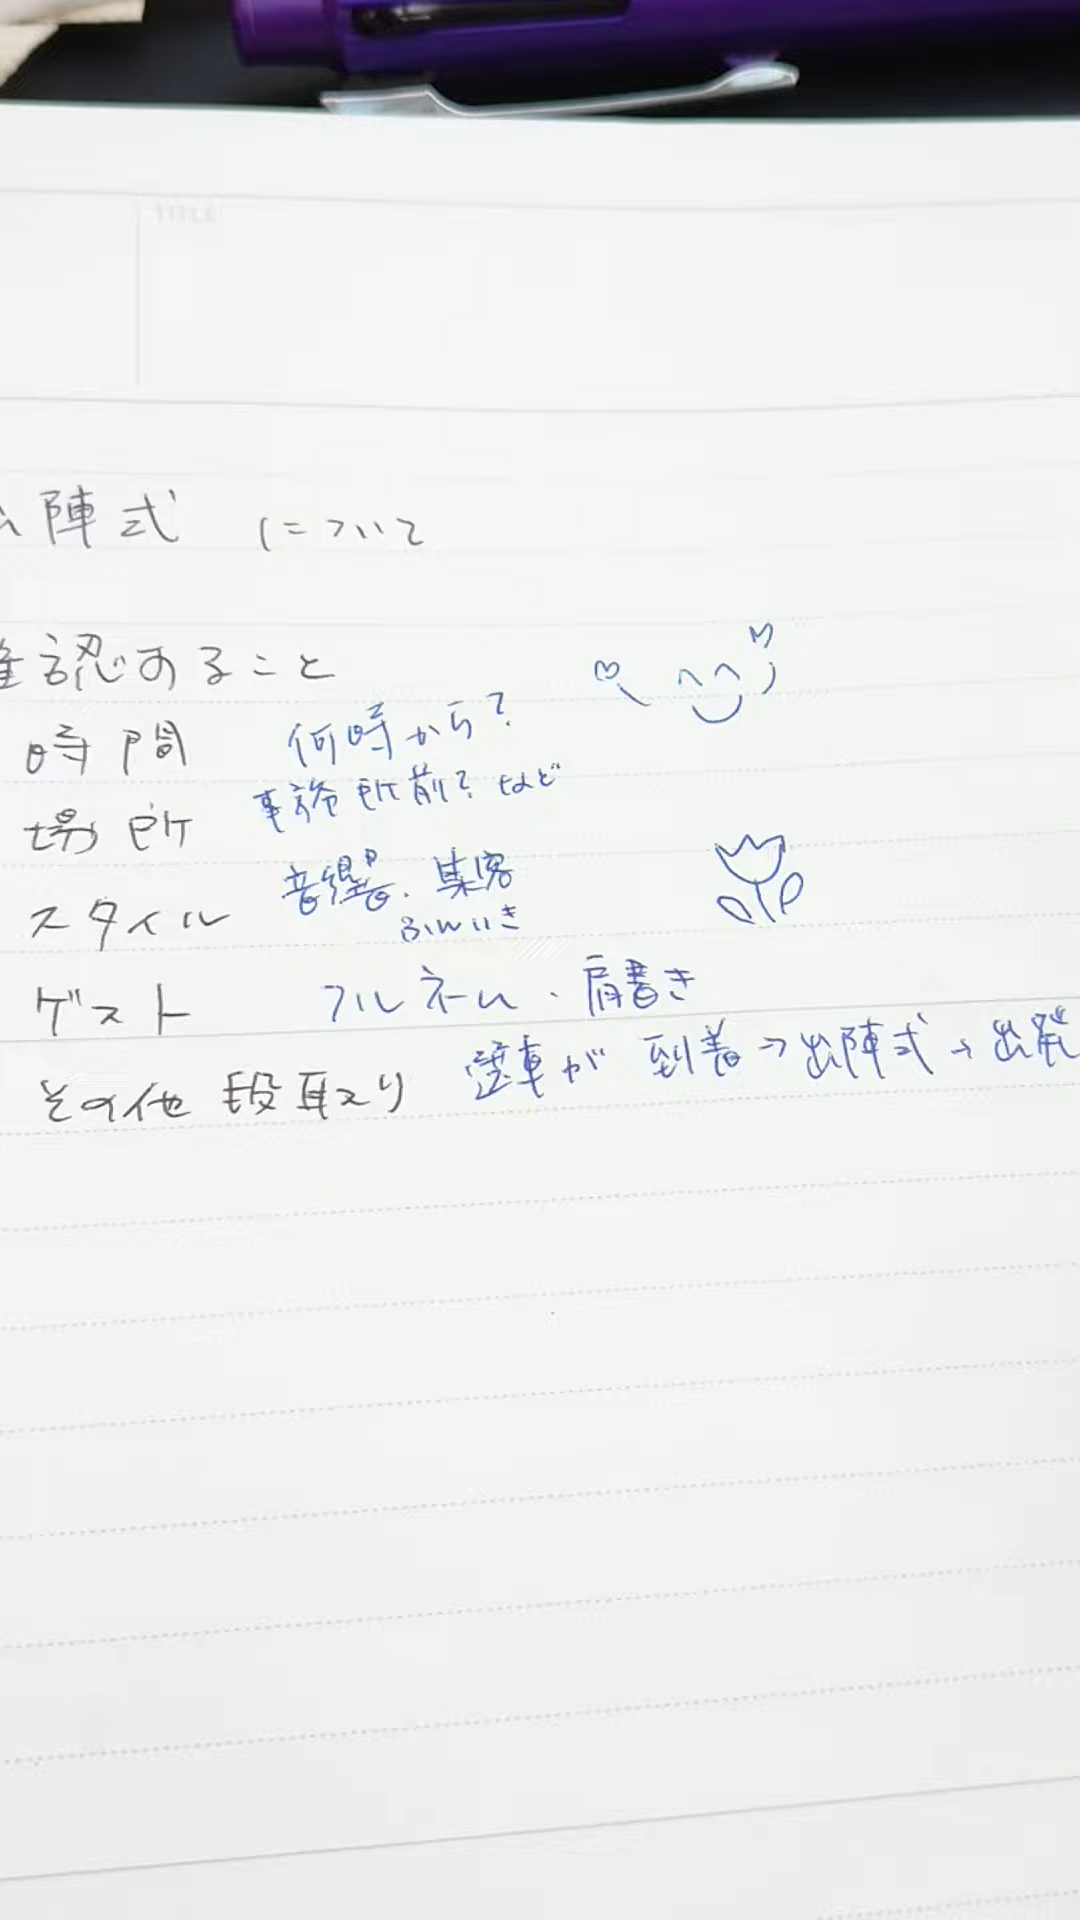 TITLE
出陣式 について
確認すること
時間 何時から?
場所 事務所前? など
スタイル 音響、集客
ふんいき
ゲスト フルネーム・肩書き
その他 段取り 選車が 到着→出陣式→出発